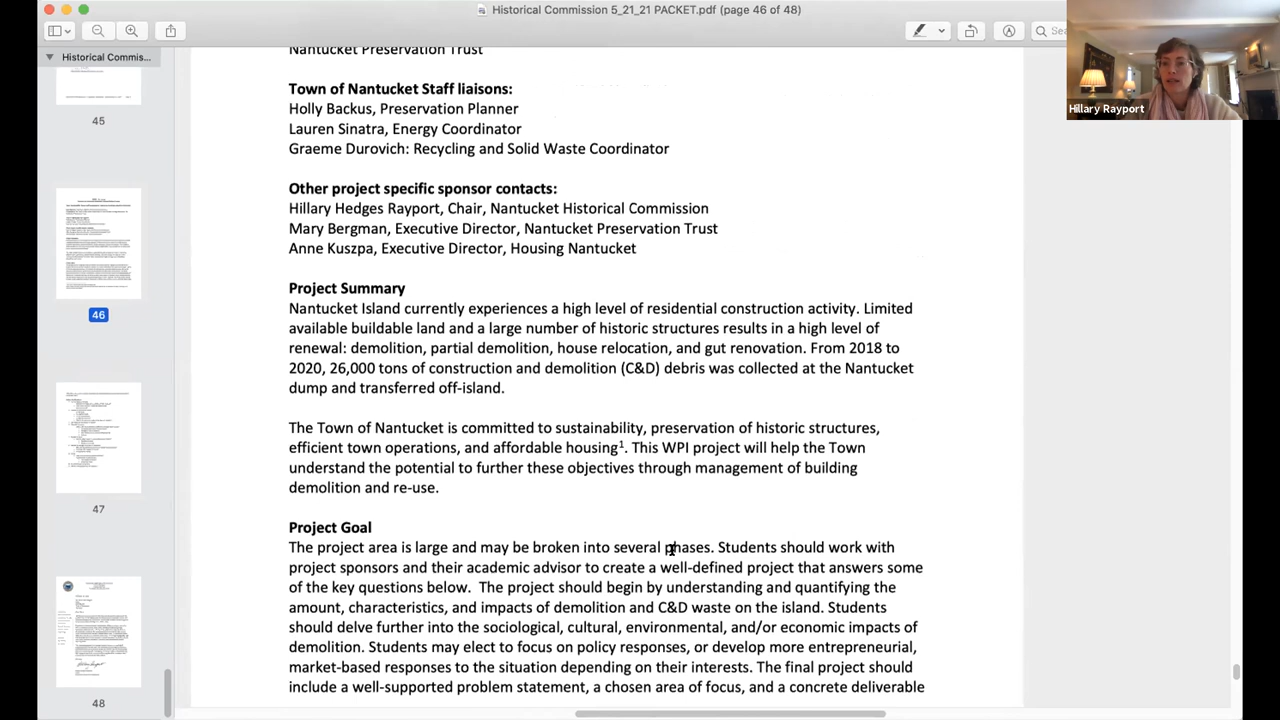 Historical Commission 5_21_21 PACKET.pdf (page 46 of 48)
Historical Commis...
45
46
47
48
Hillary Rayport
Nantucket Preservation Trust
Town of Nantucket Staff liaisons:
Holly Backus, Preservation Planner
Lauren Sinatra, Energy Coordinator
Graeme Durovich: Recycling and Solid Waste Coordinator
Other project specific sponsor contacts:
Hillary Hedges Rayport, Chair, Nantucket Historical Commission
Mary Bergman, Executive Director, Nantucket Preservation Trust
Anne Kuszpa, Executive Director, Housing Nantucket
Project Summary
Nantucket Island currently experiences a high level of residential construction activity. Limited
available buildable land and a large number of historic structures results in a high level of
renewal: demolition, partial demolition, house relocation, and gut renovation. From 2018 to
2020, 26,000 tons of construction and demolition (C&D) debris was collected at the Nantucket
dump and transferred off-island.
The Town of Nantucket is committed to sustainability, preservation of historic structures,
efficient town operations, and attainable housing¹. This WPI project will help the Town
understand the potential to further these objectives through management of building
demolition and re-use.
Project Goal
The project area is large and may be broken into several phases. Students should work with
project sponsors and their academic advisor to create a well-defined project that answers some
of the key questions below. The project should begin by understanding and quantifying the
amount, characteristics, and impacts of demolition and C&D waste on the island. Students
should delve further into the sociological, cultural, environmental, and/or economic impacts of
demolition. Students may elect to focus on policy responses, or develop more entrepreneurial,
market-based responses to the situation depending on their interests. The final project should
include a well-supported problem statement, a chosen area of focus, and a concrete deliverable